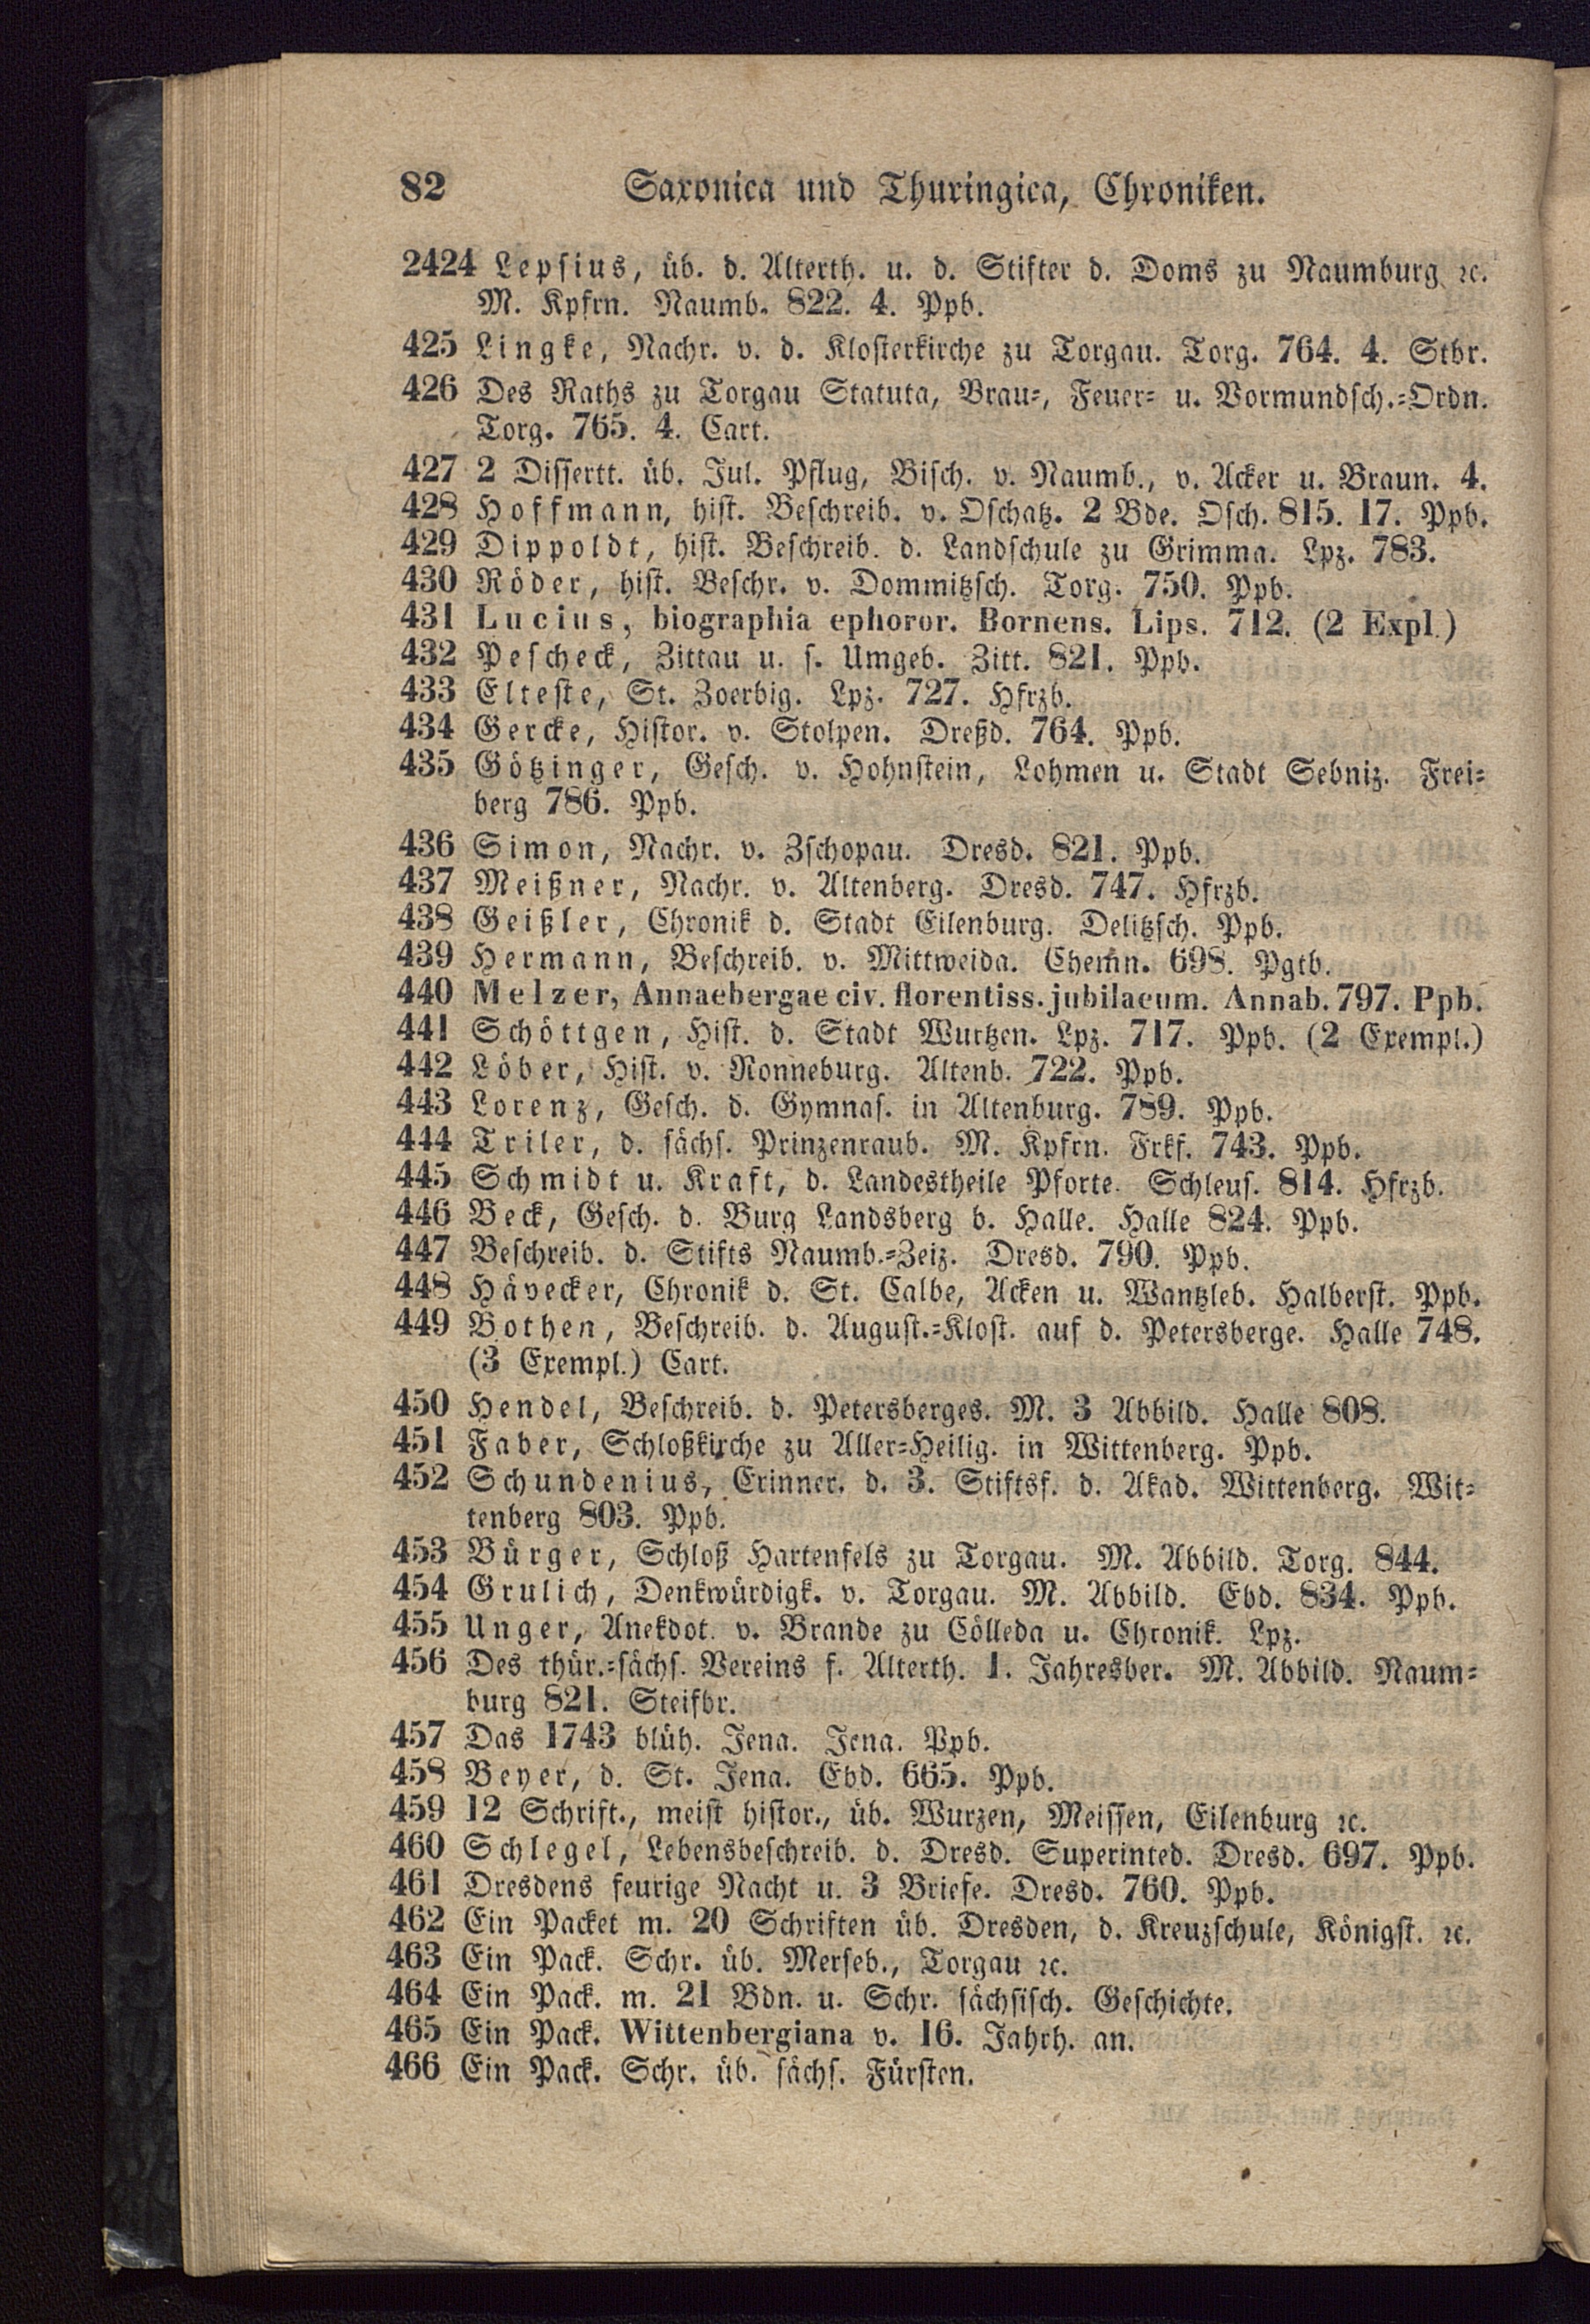 82 Saxonica und Thuringica, Chroniken.
2424 Lepsius, üb. d. Alterth. u. d. Stifter d. Doms zu Naumburg ꝛc.
M. Kpfrn. Naumb. 822. 4. Ppb.
425 Lingke, Nachr. v. d. Klosterkirche zu Torgau. Torg. 764. 4. Stbr.
426 Des Raths zu Torgau Statuta, Brau-, Feuer- u. Vormundsch.-Ordn.
Torg. 765. 4. Cart.
427 2 Dissertt. üb. Jul. Pflug, Bisch. v. Naumb., v. Acker u. Braun. 4.
428 Hoffmann, hist. Beschreib. v. Oschatz. 2 Bde. Osch. 815. 17. Ppb.
429 Dippoldt, hist. Beschreib. d. Landschule zu Grimma. Lpz. 783.
430 Röder, hist. Beschr. v. Dommitzsch. Torg. 750. Ppb.
431 Lucius, biographia ephoror. Bornens. Lips. 712. (2 Expl.)
432 Pescheck, Zittau u. s. Umgeb. Zitt. 821. Ppb.
433 Elteste, St. Zoerbig. Lpz. 727. Hfrzb.
434 Gercke, Histor. v. Stolpen. Dreßd. 764. Ppb.
435 Götzinger, Gesch. v. Hohnstein, Lohmen u. Stadt Sebniz. Frei-
berg 786. Ppb.
436 Simon, Nachr. v. Zschopau. Dresd. 821. Ppb.
437 Meißner, Nachr. v. Altenberg. Dresd. 747. Hfrzb.
438 Geißler, Chronik d. Stadt Eilenburg. Delitzsch. Ppb.
439 Hermann, Beschreib. v. Mittweida. Chem̃n. 698. Pgtb.
440 Melzer, Annaebergae civ. florentiss. jubilaeum. Annab. 797. Ppb.
441 Schöttgen, Hist. d. Stadt Wurtzen. Lpz. 717. Ppb. (2 Exempl.)
442 Löber, Hist. v. Ronneburg. Altenb. 722. Ppb.
443 Lorenz, Gesch. d. Gymnas. in Altenburg. 789. Ppb.
444 Triler, d. sächs. Prinzenraub. M. Kpfrn. Frkf. 743. Ppb.
445 Schmidt u. Kraft, d. Landestheile Pforte. Schleus. 814. Hfrzb.
446 Beck, Gesch. d. Burg Landsberg b. Halle. Halle 824. Ppb.
447 Beschreib. d. Stifts Naumb.-Zeiz. Dresd. 790. Ppb.
448 Hävecker, Chronik d. St. Calbe, Acken u. Wantzleb. Halberst. Ppb.
449 Bothen, Beschreib. d. August.-Klost. auf d. Petersberge. Halle 748.
(3 Exempl.) Cart.
450 Hendel, Beschreib. d. Petersberges. M. 3 Abbild. Halle 808.
451 Faber, Schloßkirche zu Aller-Heilig. in Wittenberg. Ppb.
452 Schundenius, Erinner. d. 3. Stiftsf. d. Akad. Wittenberg. Wit-
tenberg 803. Ppb.
453 Bürger, Schloß Hartenfels zu Torgau. M. Abbild. Torg. 844.
454 Grulich, Denkwürdigk. v. Torgau. M. Abbild. Ebd. 834. Ppb.
455 Unger, Anekdot. v. Brande zu Cölleda u. Chronik. Lpz.
456 Des thür.-sächs. Vereins f. Alterth. 1. Jahresber. M. Abbild. Naum-
burg 821. Steifbr.
457 Das 1743 blüh. Jena. Jena. Ppb.
458 Beyer, d. St. Jena. Ebd. 665. Ppb.
459 12 Schrift., meist histor., üb. Wurzen, Meissen, Eilenburg ꝛc.
460 Schlegel, Lebensbeschreib. d. Dresd. Superinted. Dresd. 697. Ppb.
461 Dresdens feurige Nacht u. 3 Briefe. Dresd. 760. Ppb.
462 Ein Packet m. 20 Schriften üb. Dresden, d. Kreuzschule, Königst. ꝛc.
463 Ein Pack. Schr. üb. Merseb., Torgau ꝛc.
464 Ein Pack. m. 21 Bdn. u. Schr. sächsisch. Geschichte.
465 Ein Pack. Wittenbergiana v. 16. Jahrh. an.
466 Ein Pack. Schr. üb. sächs. Fürsten.